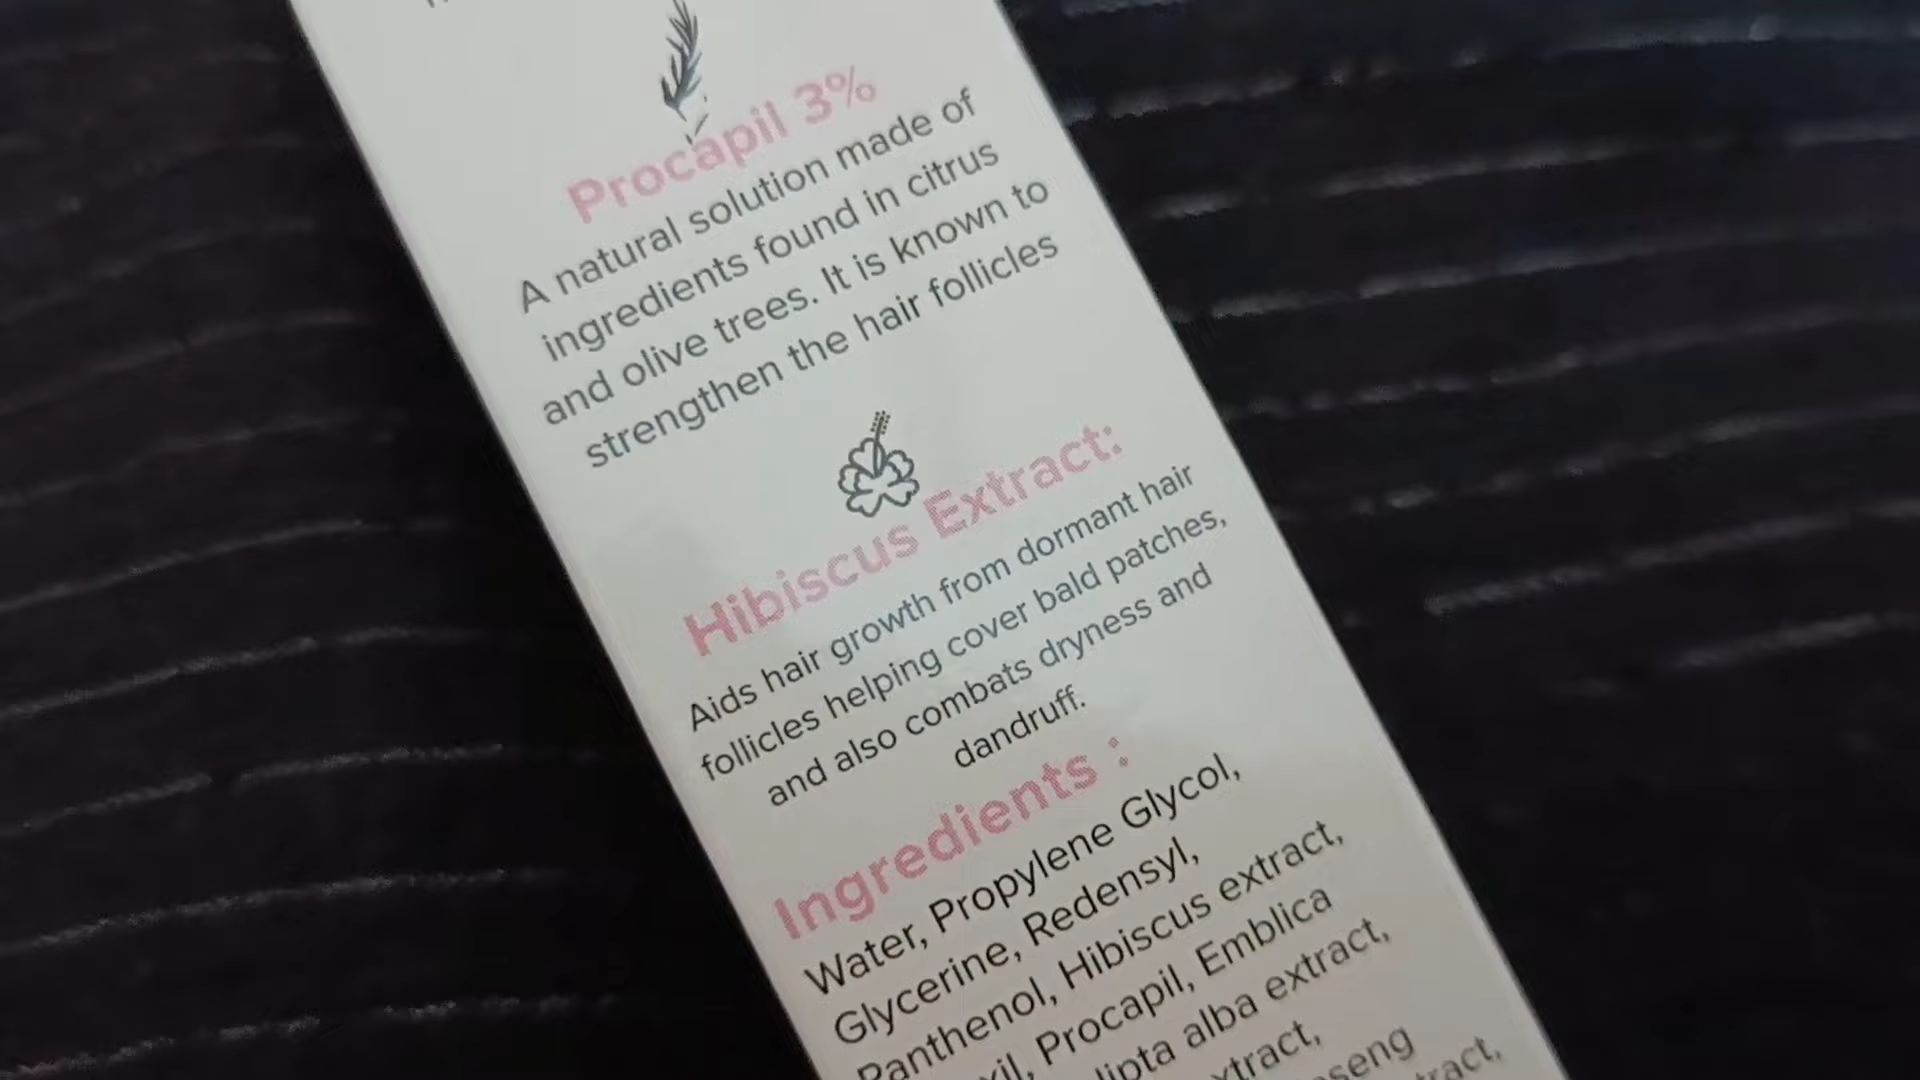 Procapil 3%
A natural solution made of
ingredients found in citrus
and olive trees. It is known to
strengthen the hair follicles
Hibiscus Extract:
Aids hair growth from dormant hair
follicles helping cover bald patches,
and also combats dryness and
dandruff.
Ingredients :
Water, Propylene Glycol,
Glycerine, Redensyl,
Panthenol, Hibiscus extract,
Procapil, Emblica
alba extract,